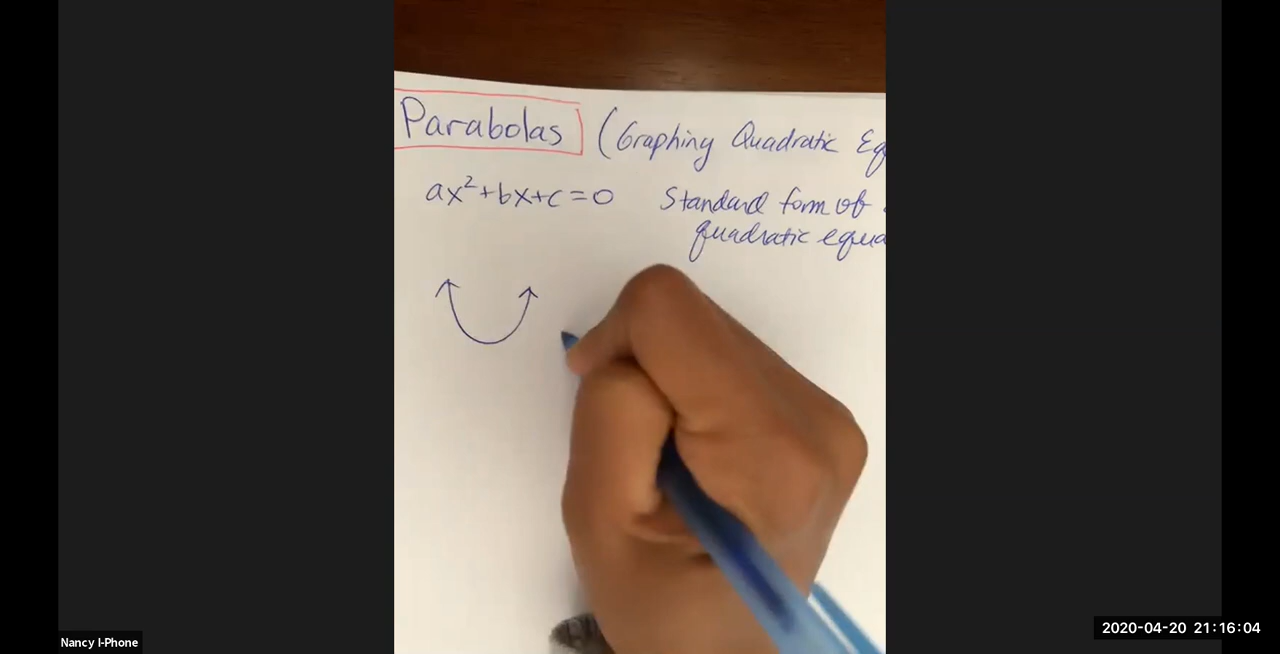 Parabolas (Graphing Quadratic
ax²+bx+c=0 Standard form of
quadratic
Nancy I-Phone
2020-04-20 21:16:04